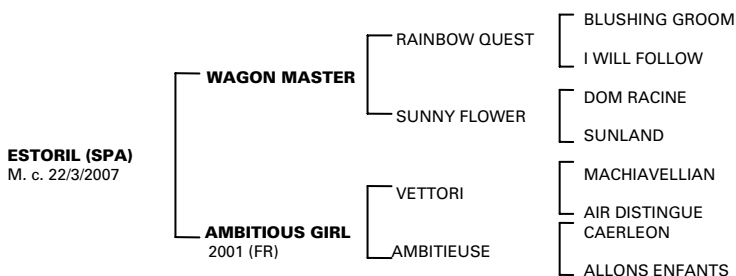 BLUSHING GROOM
RAINBOW QUEST
I WILL FOLLOW
WAGON MASTER
DOM RACINE
SUNNY FLOWER
SUNLAND
ESTORIL (SPA)
M. c. 22/3/2007
MACHIAVELLIAN
VETTORI
AIR DISTINGUE
AMBITIOUS GIRL
2001 (FR)
CAERLEON
AMBITIEUSE
ALLONS ENFANTS